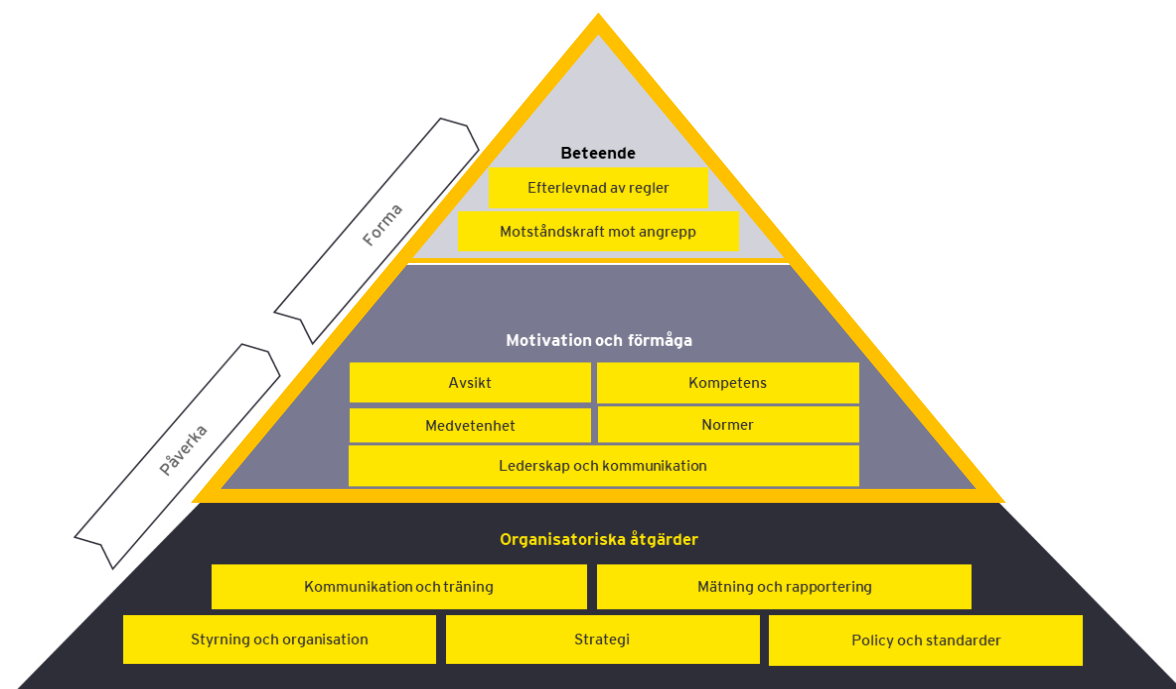 Beteende
Efterlevnad av regler
Motståndskraft mot angrepp
Forma
Motivation och förmåga
Avsikt
Kompetens
Medvetenhet
Normer
Lederskap och kommunikation
Påverka
Organisatoriska åtgärder
Kommunikation och träning
Mätning och rapportering
Styrning och organisation
Strategi
Policy och standarder